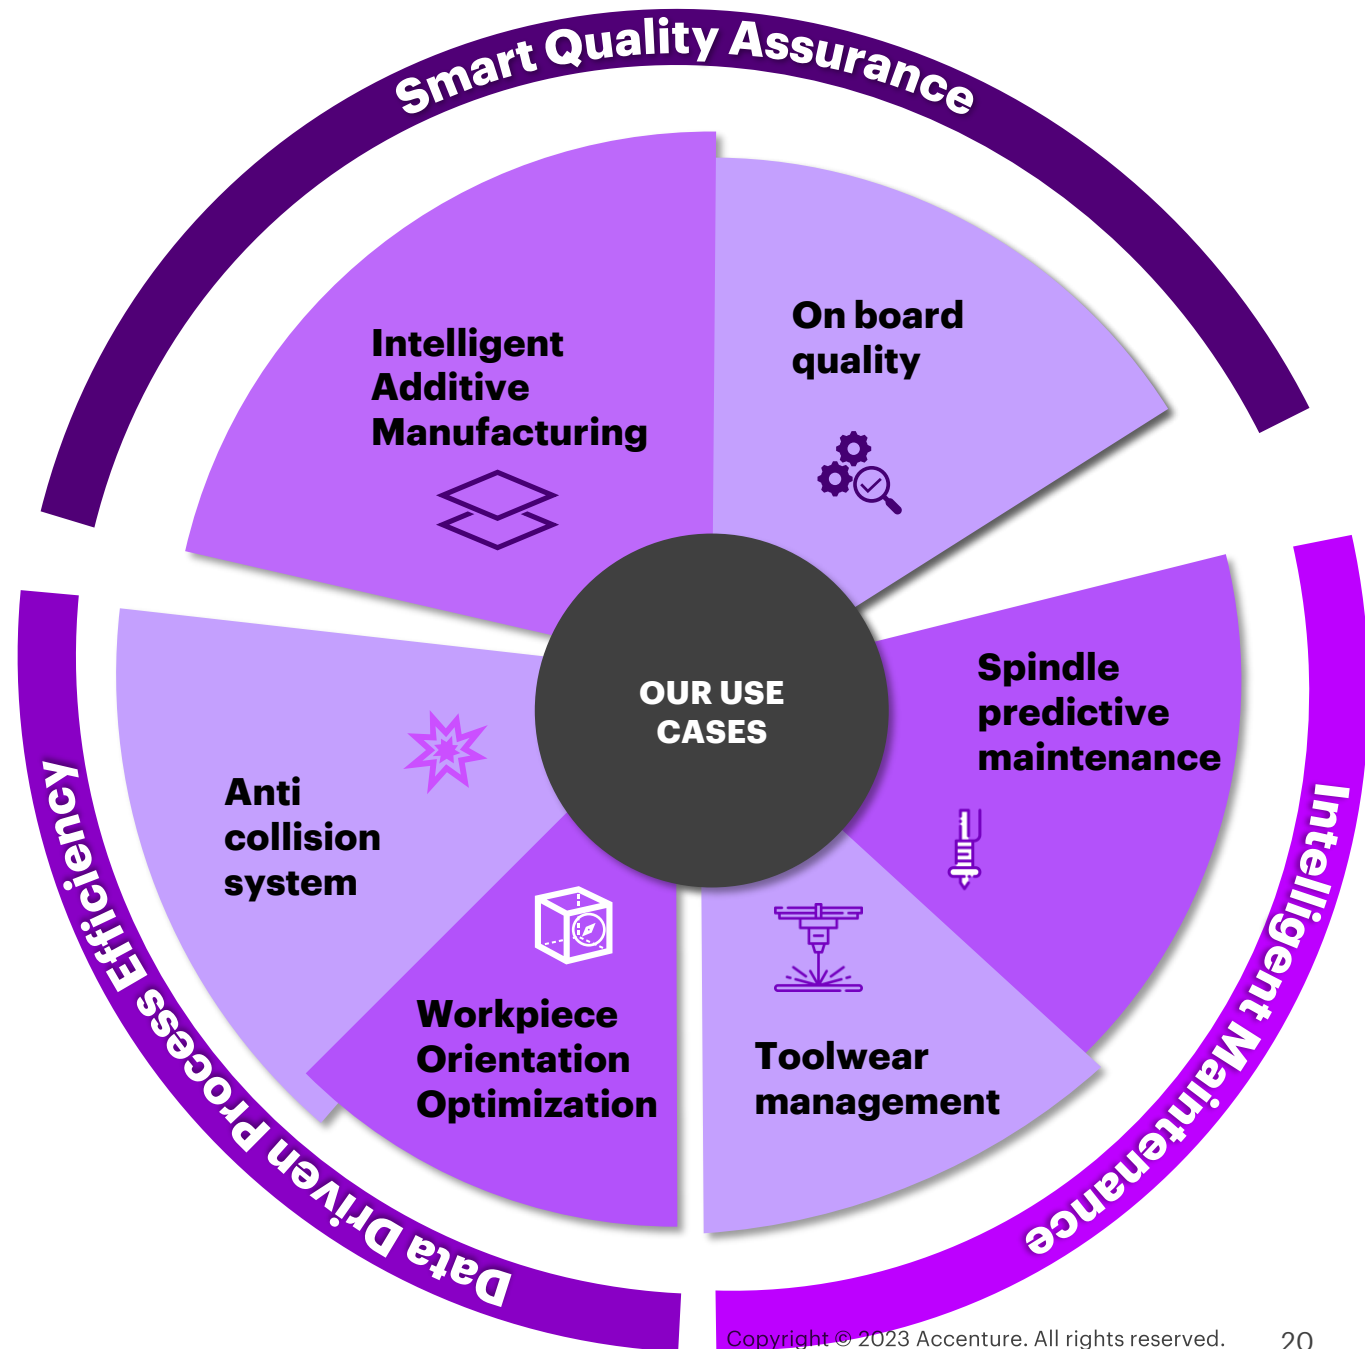 Smart Quality Assurance
Intelligent
Additive
Manufacturing
On board
quality
OUR USE
CASES
Spindle
predictive
maintenance
Anti
collision
system
Workpiece
Orientation
Optimization
Toolwear
management
Data Driven Process Efficiency
Intelligent Maintenance
Copyright © 2023 Accenture. All rights reserved.
20